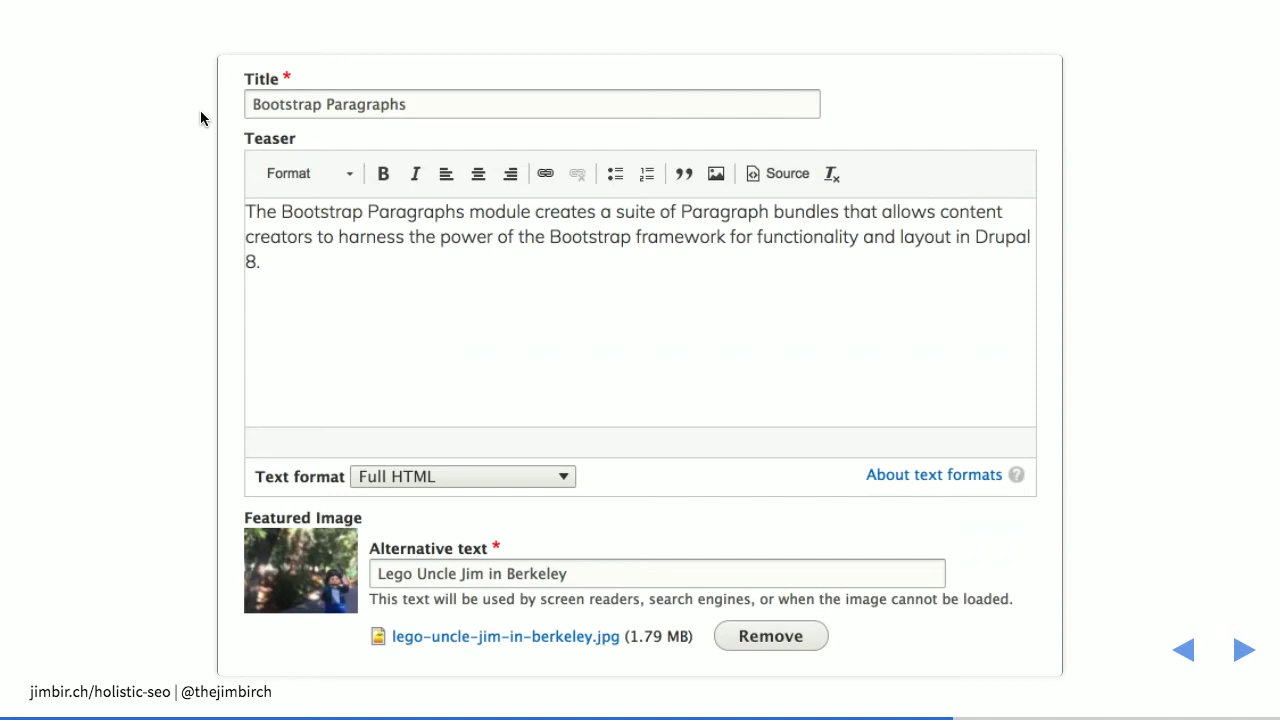 Title *
Bootstrap Paragraphs
Teaser
Format B I Source Tx
The Bootstrap Paragraphs module creates a suite of Paragraph bundles that allows content
creators to harness the power of the Bootstrap framework for functionality and layout in Drupal
8.
Text format Full HTML About text formats ?
Featured Image
Alternative text *
Lego Uncle Jim in Berkeley
This text will be used by screen readers, search engines, or when the image cannot be loaded.
lego-uncle-jim-in-berkeley.jpg (1.79 MB) Remove
jimbir.ch/holistic-seo | @thejimbirch